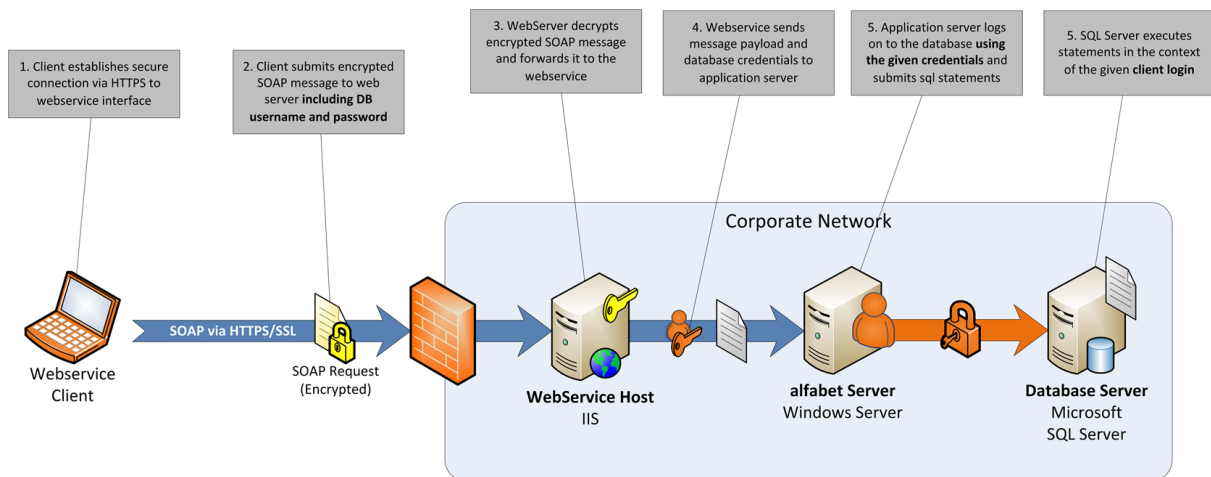 1. Client establishes secure
connection via HTTPS to
webservice interface
2. Client submits encrypted
SOAP message to web
server including DB
username and password
3. WebServer decrypts
encrypted SOAP message
and forwards it to the
webservice
4. Webservice sends
message payload and
database credentials to
application server
5. Application server logs
on to the database using
the given credentials and
submits sql statements
5. SQL Server executes
statements in the context
of the given client login
Corporate Network
SOAP via HTTPS/SSL
Webservice
Client
SOAP Request
(Encrypted)
WebService Host
IIS
alfabet Server
Windows Server
Database Server
Microsoft
SQL Server